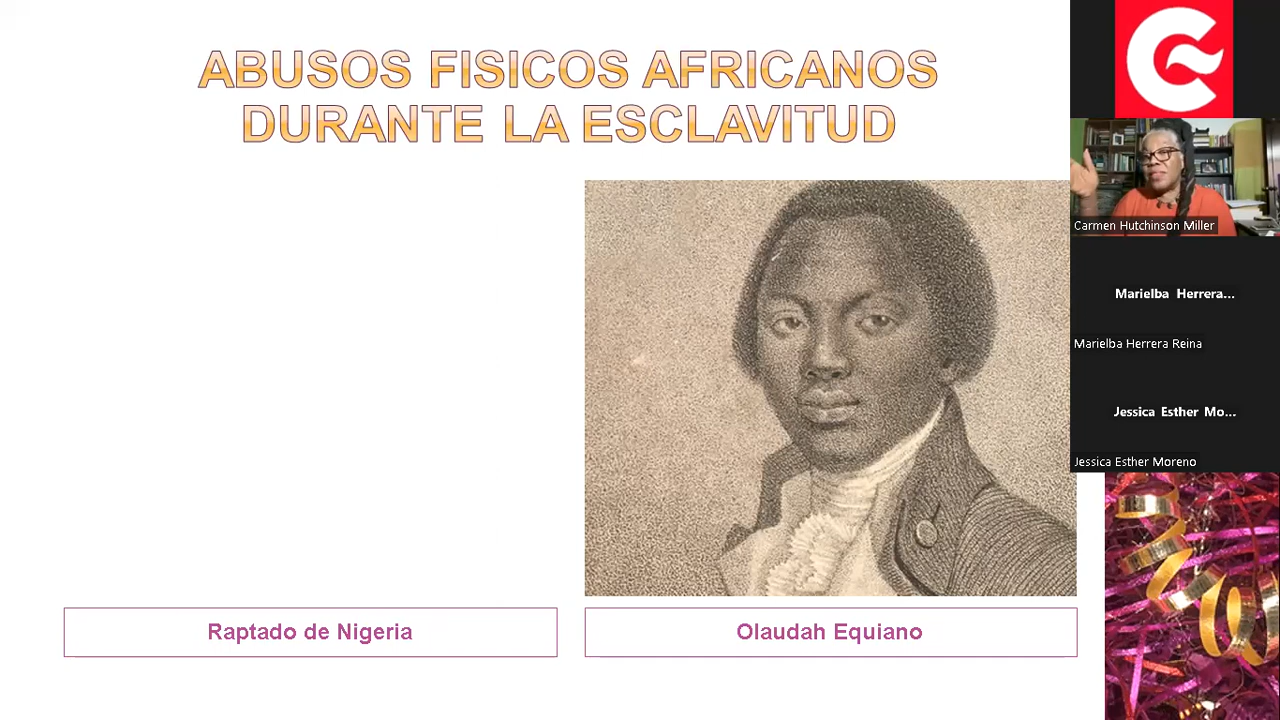 ABUSOS FISICOS AFRICANOS
DURANTE LA ESCLAVITUD
Raptado de Nigeria
Olaudah Equiano
Carmen Hutchinson Miller
Marielba Herrera...
Marielba Herrera Reina
Jessica Esther Mo...
Jessica Esther Moreno